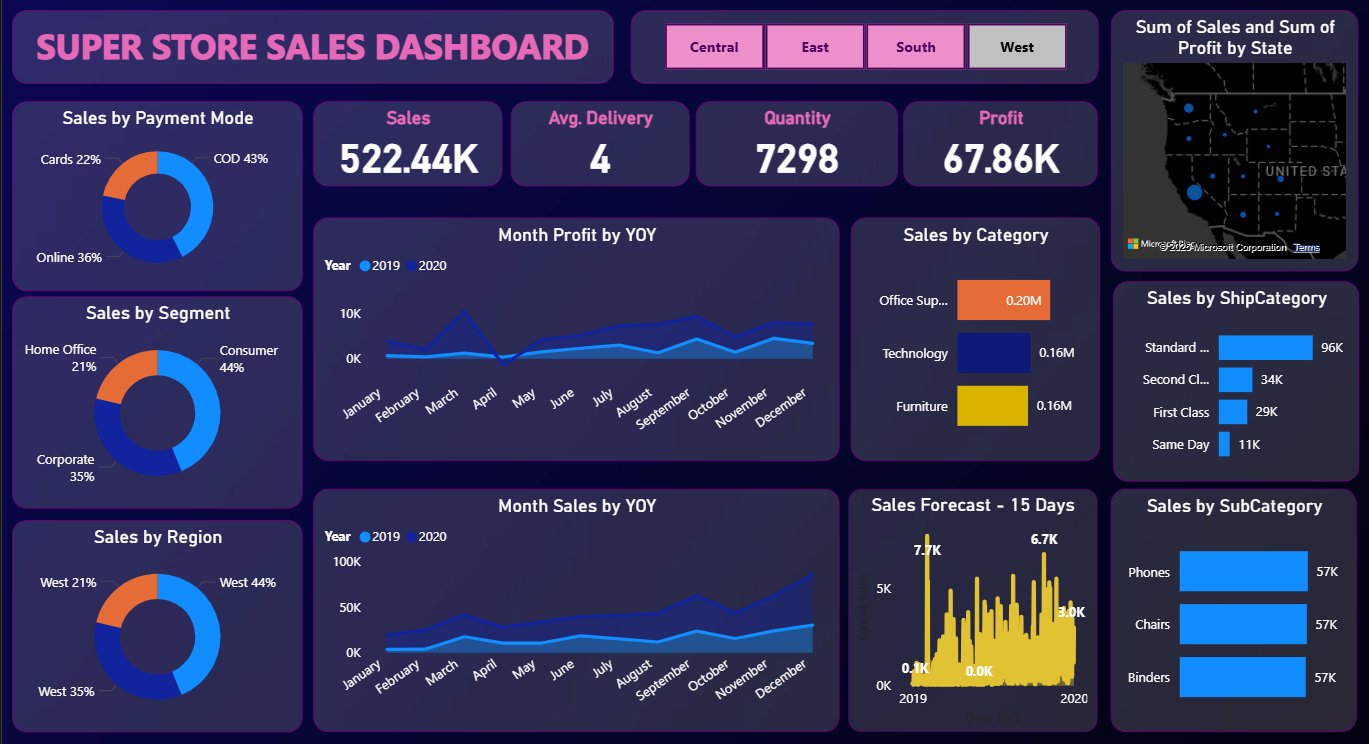 SUPER STORE SALES DASHBOARD
Central
East
South
West
Sum of Sales and Sum of
Profit by State
UNITED STA
© 2025 Microsoft Corporation Terms
Sales by Payment Mode
Cards 22%
COD 43%
Online 36%
Sales
522.44K
Avg. Delivery
4
Quantity
7298
Profit
67.86K
Month Profit by YOY
Year 2019 2020
10K
0K
January
February
March
April
May
June
July
August
September
October
November
December
Sales by Category
Office Sup...
0.20M
Technology
0.16M
Furniture
0.16M
Sales by ShipCategory
Standard ...
96K
Second Cl...
34K
First Class
29K
Same Day
11K
Sales by Segment
Home Office
21%
Consumer
44%
Corporate
35%
Sales by Region
West 21%
West 44%
West 35%
Month Sales by YOY
Year 2019 2020
100K
50K
0K
January
February
March
April
May
June
July
August
September
October
November
December
Sales Forecast - 15 Days
7.7K
6.7K
5K
3.0K
0.1K
0.0K
0K
2019
2020
Sales by SubCategory
Phones
57K
Chairs
57K
Binders
57K